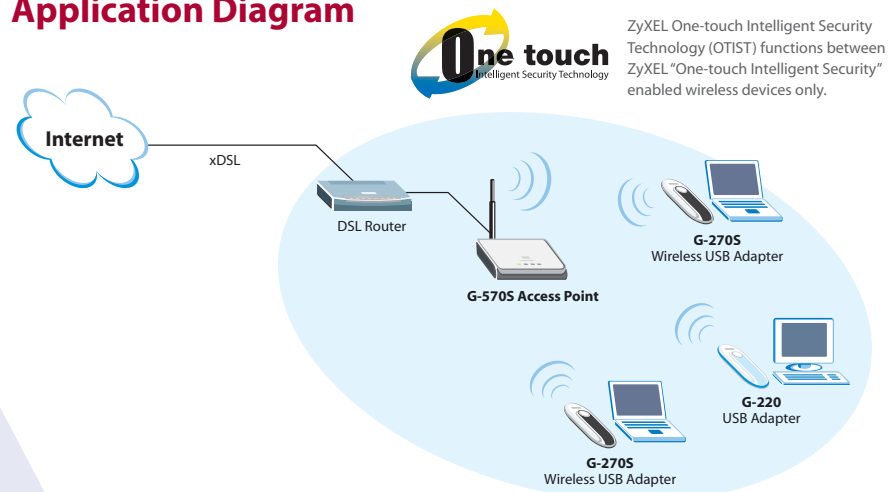 Application Diagram
One touch
Intelligent Security Technology
ZyXEL One-touch Intelligent Security
Technology (OTIST) functions between
ZyXEL “One-touch Intelligent Security”
enabled wireless devices only.
Internet
xDSL
DSL Router
G-570S Access Point
G-270S
Wireless USB Adapter
G-220
USB Adapter
G-270S
Wireless USB Adapter